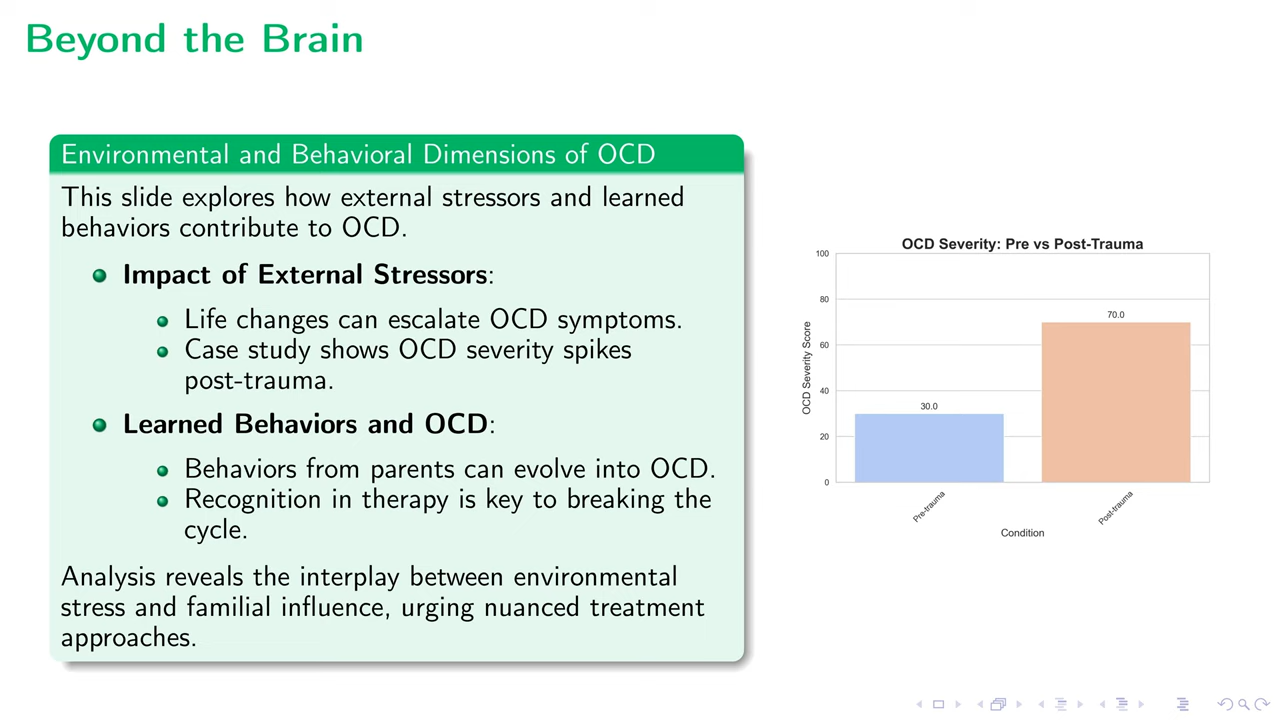 Beyond the Brain
Environmental and Behavioral Dimensions of OCD
This slide explores how external stressors and learned
behaviors contribute to OCD.
Impact of External Stressors:
Life changes can escalate OCD symptoms.
Case study shows OCD severity spikes
post-trauma.
Learned Behaviors and OCD:
Behaviors from parents can evolve into OCD.
Recognition in therapy is key to breaking the
cycle.
Analysis reveals the interplay between environmental
stress and familial influence, urging nuanced treatment
approaches.
OCD Severity: Pre vs Post-Trauma
OCD Severity Score
100
80
60
40
20
0
30.0
70.0
Pre-trauma
Post-trauma
Condition